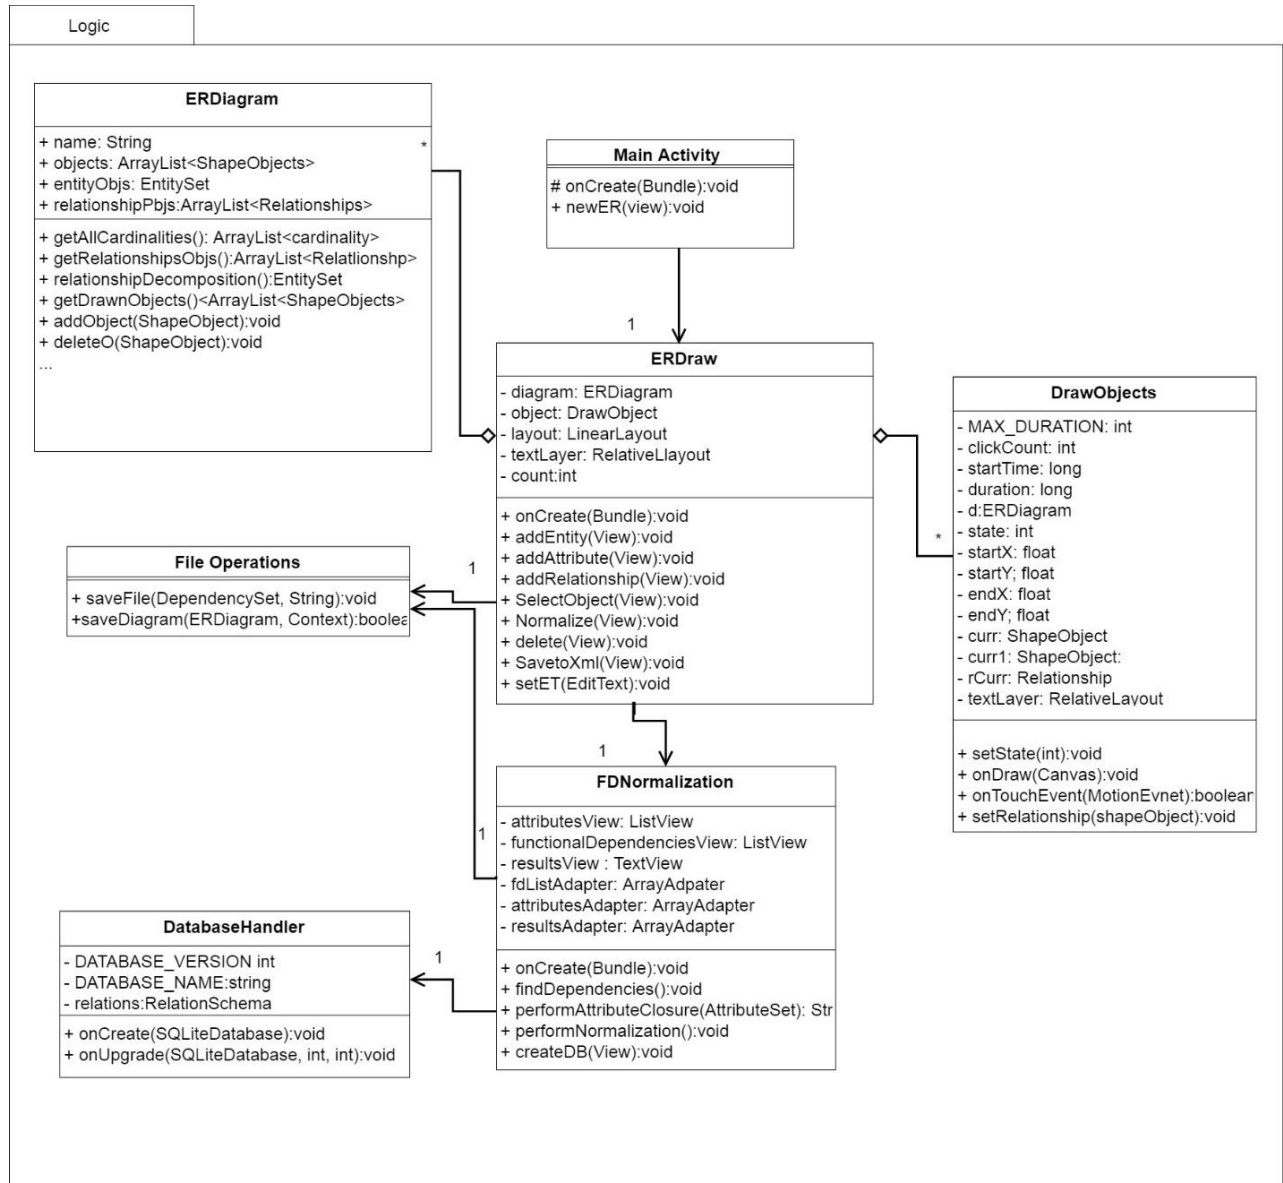 Logic
ERDiagram
+ name: String
*
+ objects: ArrayList<ShapeObjects>
+ entityObjs: EntitySet
+ relationshipPbjs:ArrayList<Relationships>
+ getAllCardinalities(): ArrayList<cardinality>
+ getRelationshipsObjs():ArrayList<Relatlionshp>
+ relationshipDecomposition():EntitySet
+ getDrawnObjects()<ArrayList<ShapeObjects>
+ addObject(ShapeObject):void
+ deleteO(ShapeObject):void
...
Main Activity
# onCreate(Bundle):void
+ newER(view):void
1
ERDraw
- diagram: ERDiagram
- object: DrawObject
- layout: LinearLayout
- textLayer: RelativeLlayout
- count:int
+ onCreate(Bundle):void
+ addEntity(View):void
+ addAttribute(View):void
+ addRelationship(View):void
+ SelectObject(View):void
+ Normalize(View):void
+ delete(View):void
+ SavetoXml(View):void
+ setET(EditText):void
DrawObjects
- MAX_DURATION: int
- clickCount: int
- startTime: long
- duration: long
- d:ERDiagram
- state: int
- startX: float
- startY; float
- endX: float
- endY; float
- curr: ShapeObject
- curr1: ShapeObject:
- rCurr: Relationship
- textLayer: RelativeLayout
*
+ setState(int):void
+ onDraw(Canvas):void
+ onTouchEvent(MotionEvnet):boolean
+ setRelationship(shapeObject):void
File Operations
+ saveFile(DependencySet, String):void
+saveDiagram(ERDiagram, Context):boolea
1
1
1
FDNormalization
- attributesView: ListView
- functionalDependenciesView: ListView
- resultsView : TextView
- fdListAdapter: ArrayAdpater
- attributesAdapter: ArrayAdapter
- resultsAdapter: ArrayAdapter
+ onCreate(Bundle):void
+ findDependencies():void
+ performAttributeClosure(AttributeSet): Str
+ performNormalization():void
+ createDB(View):void
DatabaseHandler
- DATABASE_VERSION int
- DATABASE_NAME:string
- relations:RelationSchema
+ onCreate(SQLiteDatabase):void
+ onUpgrade(SQLiteDatabase, int, int):void
1